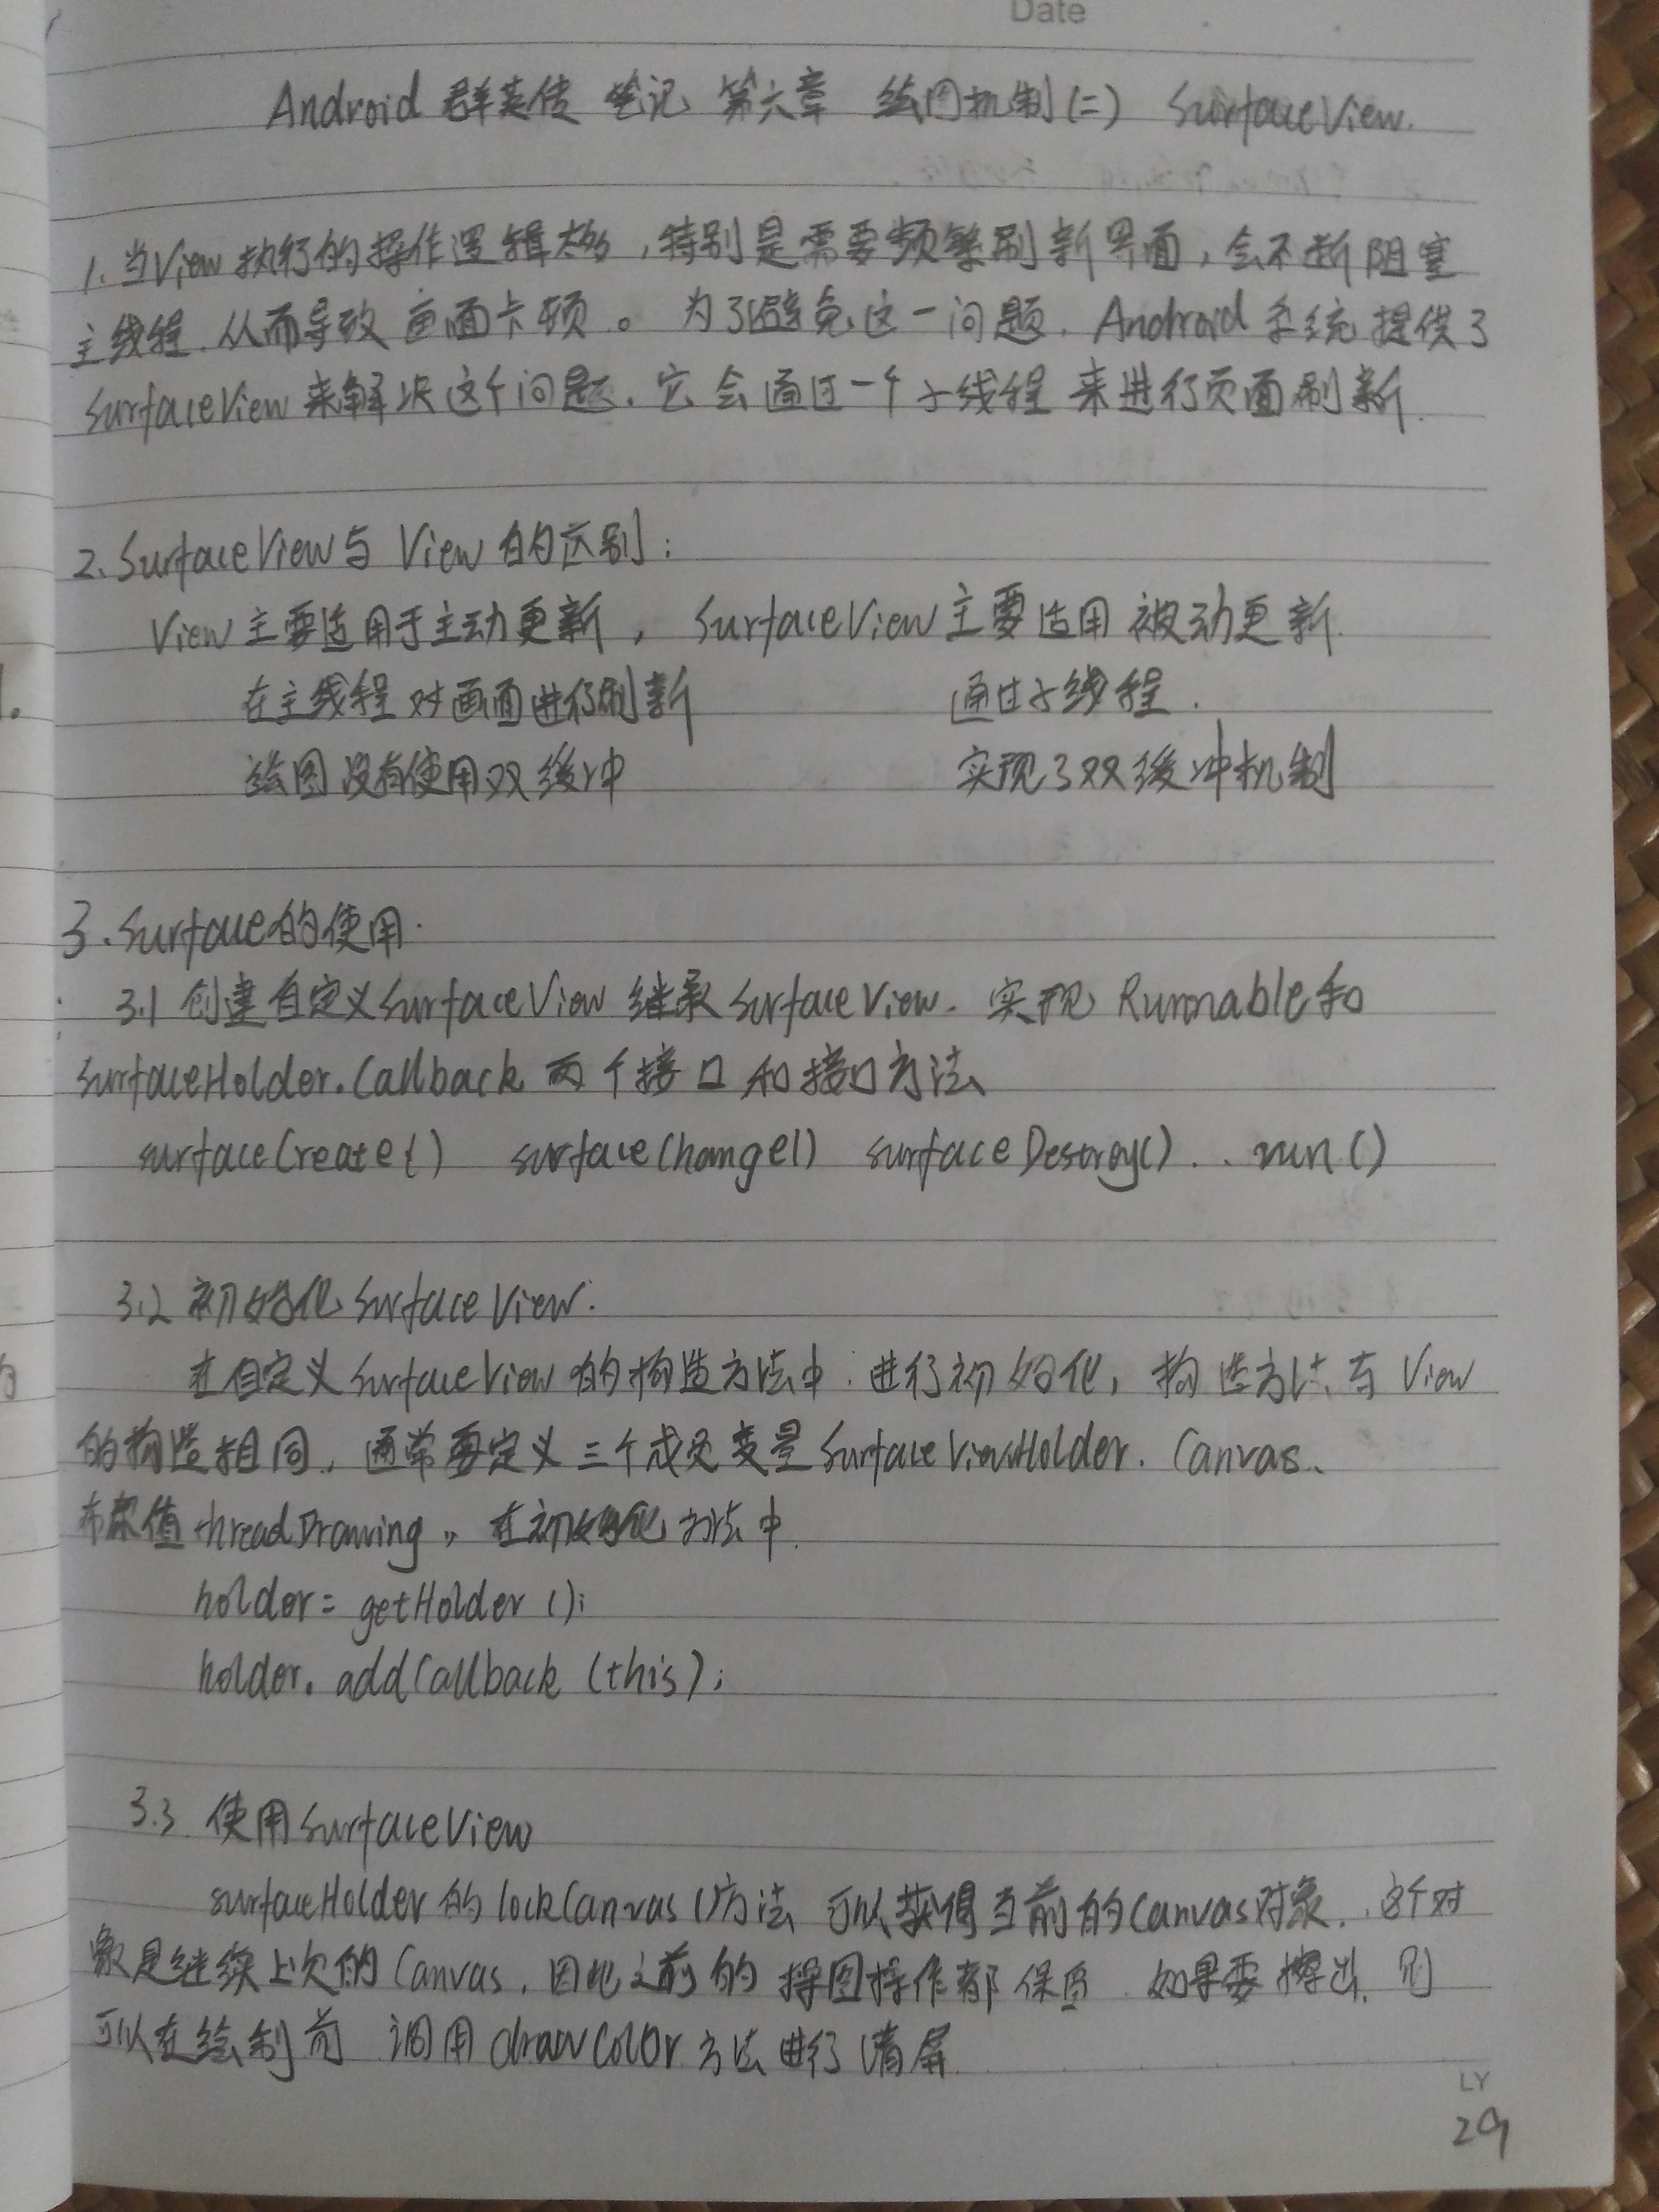 Date
Android 群英传 笔记 第六章 绘图机制(二) SurfaceView.
1.当View执行的操作逻辑太多,特别是需要频繁刷新界面,会不断阻塞
主线程.从而导致画面卡顿。为了避免这一问题.Android系统提供了
SurfaceView来解决这个问题.它会通过一个子线程来进行页面刷新.
2.SurfaceView与View的区别:
View主要适用于主动更新, SurfaceView主要适用被动更新.
在主线程对画面进行刷新 通过子线程.
绘图没有使用双缓冲 实现了双缓冲机制
3.Surface的使用.
3.1 创建自定义SurfaceView 继承SurfaceView. 实现 Runnable和
SurfaceHolder.Callback 两个接口和接口方法
surfaceCreate() surfaceChange() surfaceDestroy() .. run()
3.2 初始化SurfaceView.
在自定义SurfaceView的构造方法中.进行初始化,构造方法与View
的构造相同,通常要定义三个成员变量SurfaceViewHolder.Canvas、
布尔值threadDrawing,,在初始化方法中.
holder=getHolder();
holder.addCallback(this);
3.3 使用SurfaceView
surfaceHolder的lockCanvas()方法可以获得当前的Canvas对象.这个对
象是继续上次的Canvas.因此之前的操作都保留.如果要擦出,则
可以在绘制前 调用drawColor方法进行清屏.
LY
29